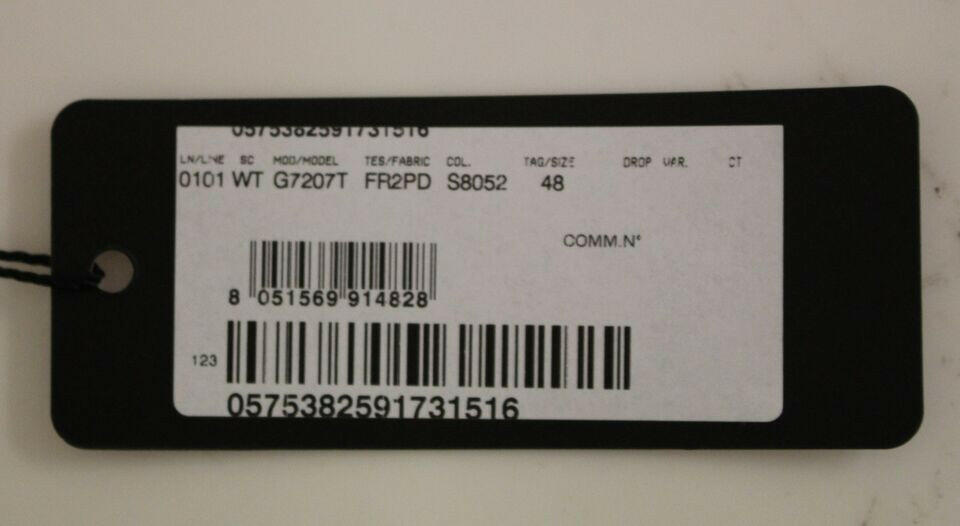 0575382591731516
LN/LINE SC MOD/MODEL TES/FABRIC COL. TAG/SIZE DROP VAR. CT
0101 WT G7207T FR2PD S8052 48
COMM.N°
8 051569 914828
123
0575382591731516